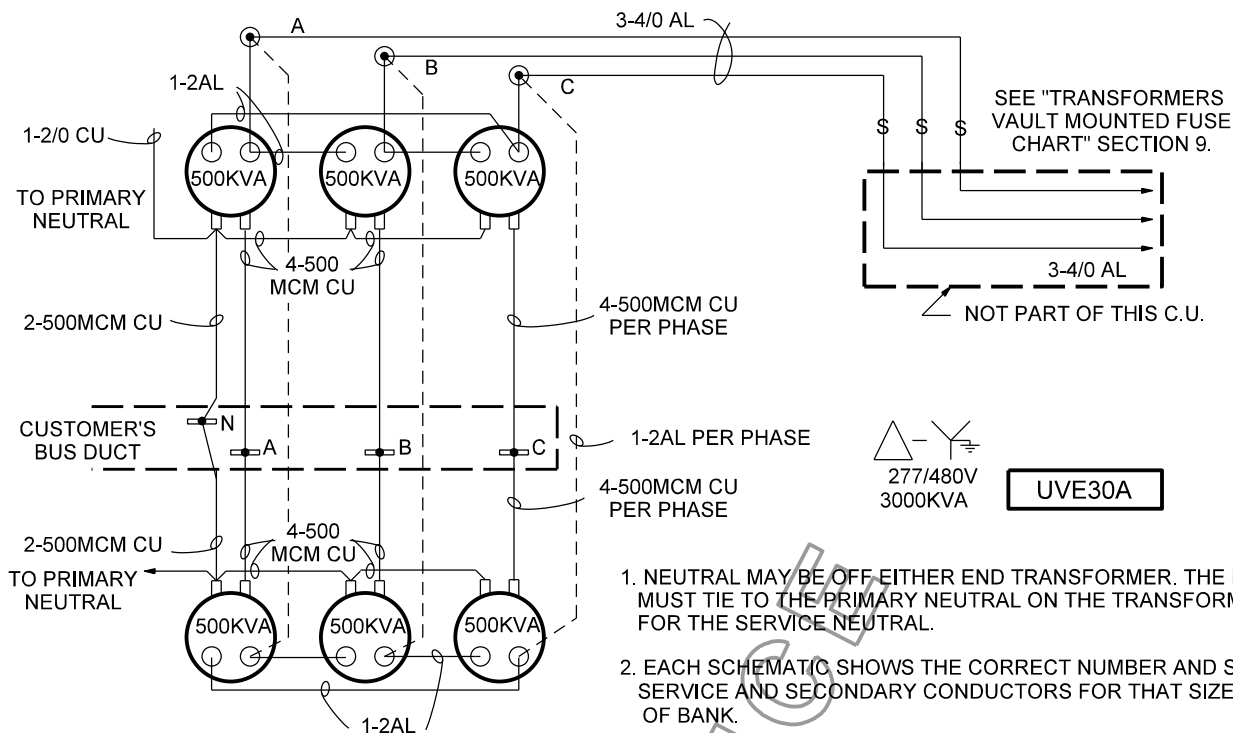 A
3-4/0 AL
B
C
1-2AL
SEE "TRANSFORMERS
VAULT MOUNTED FUSE
CHART" SECTION 9.
1-2/0 CU
S S S
500KVA 500KVA 500KVA
TO PRIMARY
NEUTRAL
4-500
MCM CU
3-4/0 AL
2-500MCM CU
4-500MCM CU
PER PHASE
NOT PART OF THIS C.U.
N
CUSTOMER'S
BUS DUCT
A B C
1-2AL PER PHASE
277/480V
3000KVA
UVE30A
4-500MCM CU
PER PHASE
2-500MCM CU
4-500
MCM CU
TO PRIMARY
NEUTRAL
500KVA 500KVA 500KVA
1-2AL
1. NEUTRAL MAY BE OFF EITHER END TRANSFORMER. THE
MUST TIE TO THE PRIMARY NEUTRAL ON THE TRANSFORM
FOR THE SERVICE NEUTRAL.
2. EACH SCHEMATIC SHOWS THE CORRECT NUMBER AND S
SERVICE AND SECONDARY CONDUCTORS FOR THAT SIZE
OF BANK.
CE